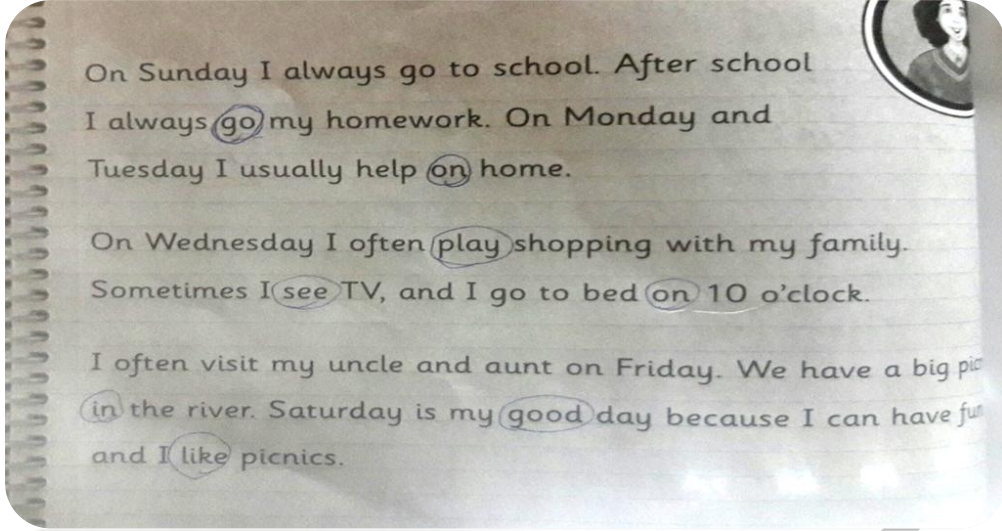 On Sunday I always go to school. After school
I always go my homework. On Monday and
Tuesday I usually help on home.
On Wednesday I often play shopping with my family.
Sometimes I see TV, and I go to bed on 10 o'clock.
I often visit my uncle and aunt on Friday. We have a big
in the river. Saturday is my good day because I can have fun
and I like picnics.